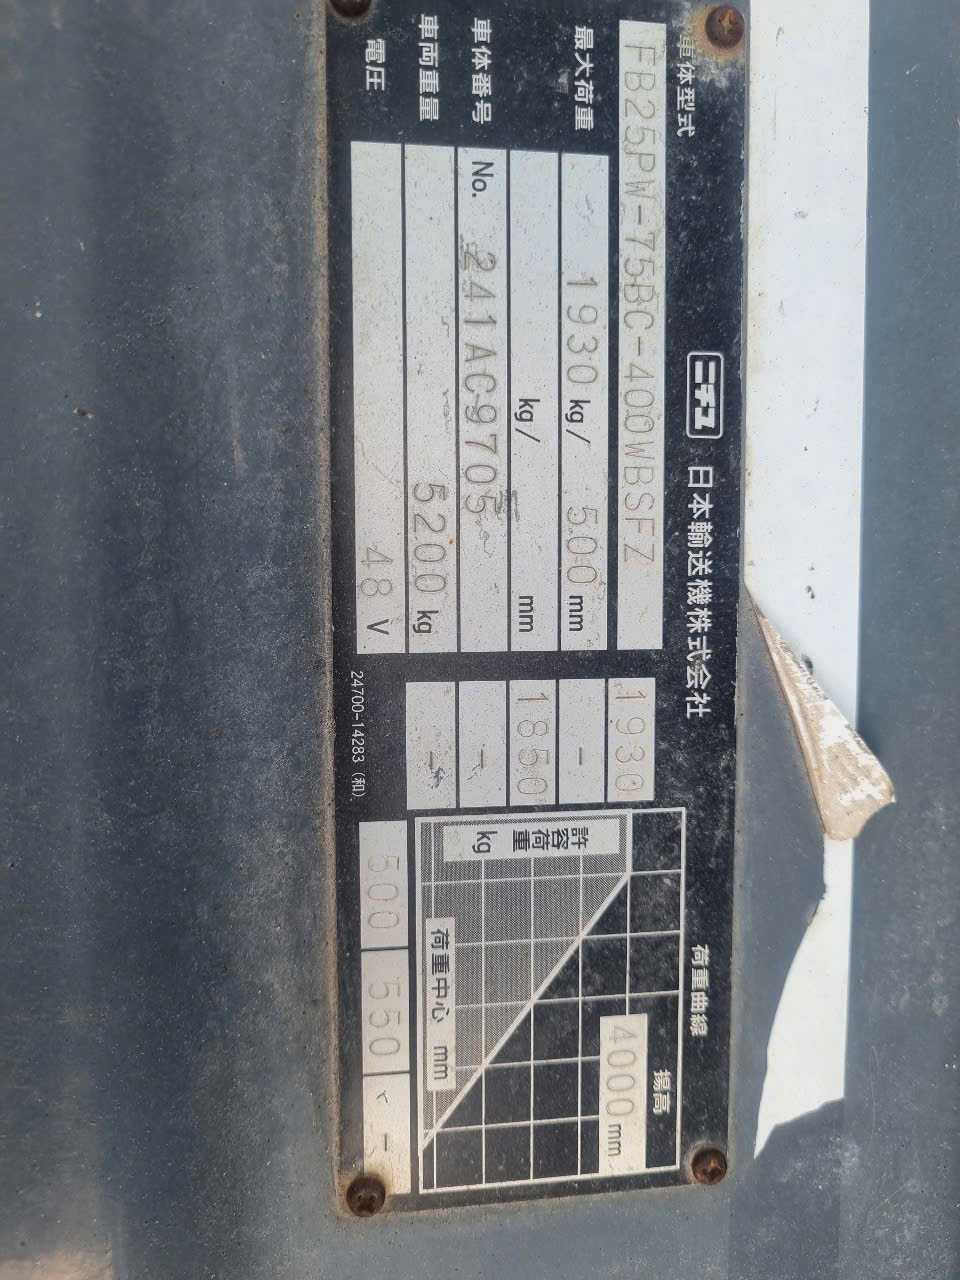 ニチユ 日本輸送機株式会社
車体型式 FB25PW-75BC-400WBSFZ
最大荷重 1930 kg/ 500 mm
kg/ mm
車体番号 No. 241AC9705
車両重量 5200 kg
電圧 48 V
24700-14283 (和)
荷重曲線
揚高 4000 mm
1930
-
1850
-
-
許容荷重 kg
荷重中心 mm
500 550 -